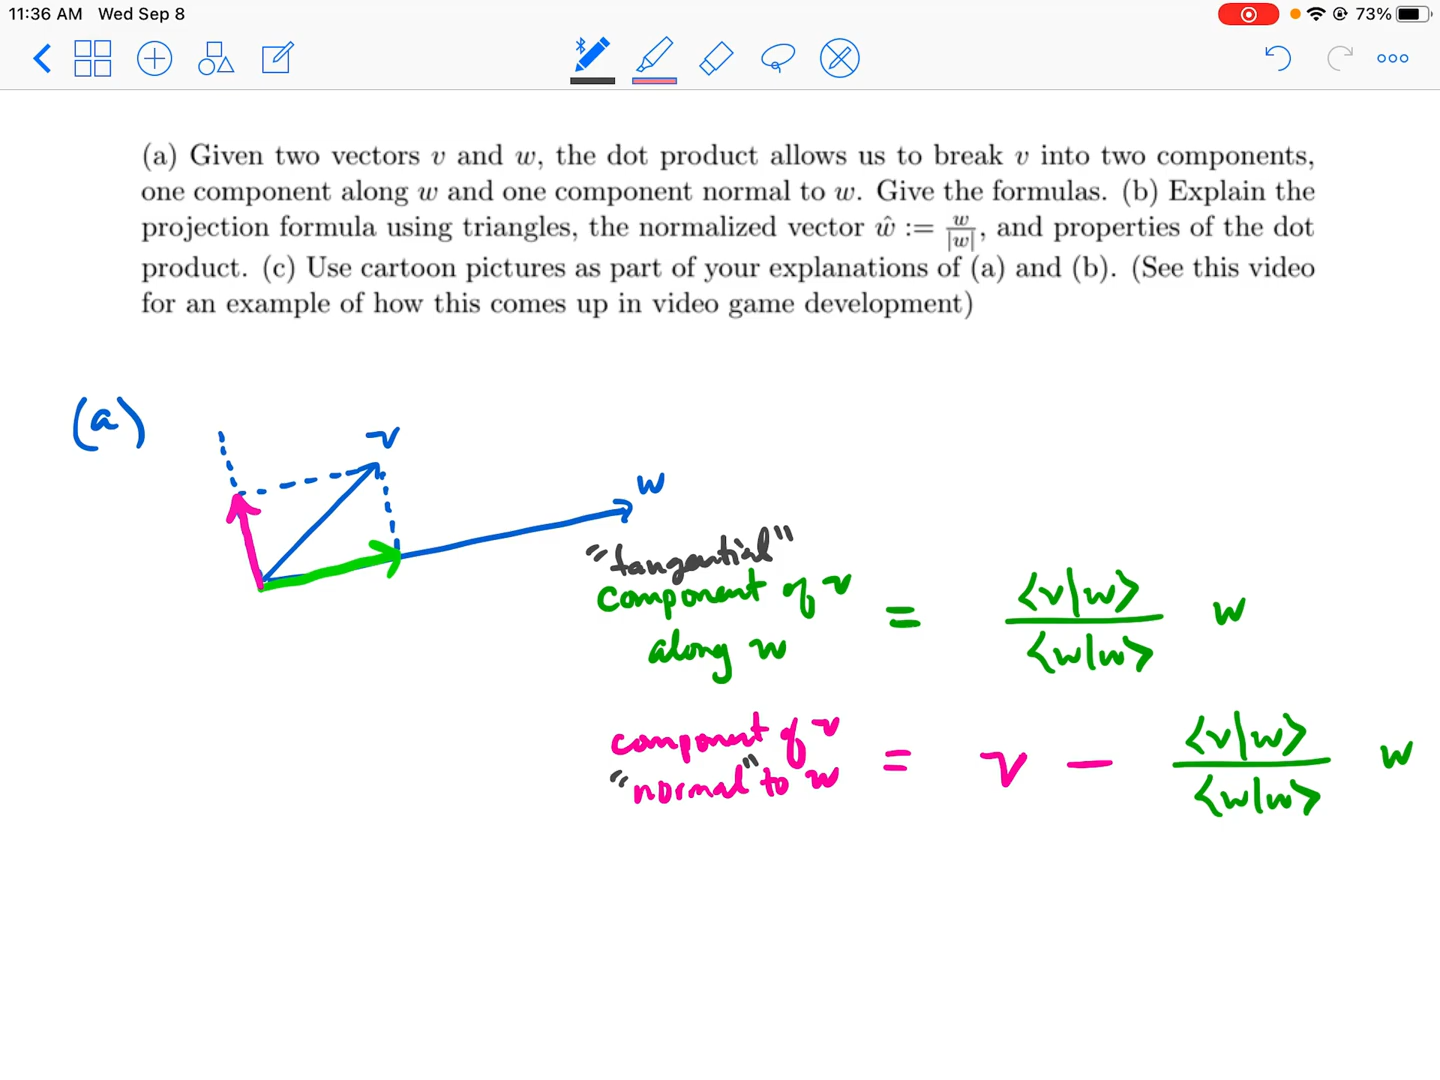 11:36 AM Wed Sep 8
73%
(a) Given two vectors v and w, the dot product allows us to break v into two components,
one component along w and one component normal to w. Give the formulas. (b) Explain the
projection formula using triangles, the normalized vector ŵ := w/|w|, and properties of the dot
product. (c) Use cartoon pictures as part of your explanations of (a) and (b). (See this video
for an example of how this comes up in video game development)
(a)
v
w
"tangential"
component of v
along w
= <v|w>/<w|w> w
component of v
"normal" to w
= v - <v|w>/<w|w> w